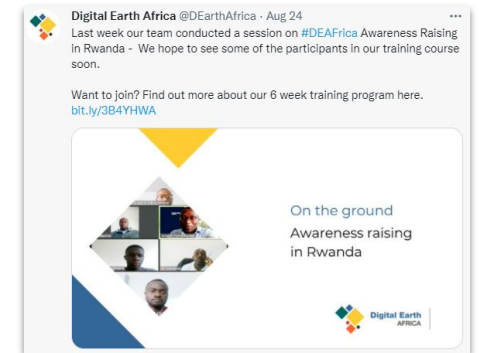 Digital Earth Africa @DEarthAfrica · Aug 24
Last week our team conducted a session on #DEAFrica Awareness Raising
in Rwanda - We hope to see some of the participants in our training course
soon.
Want to join? Find out more about our 6 week training program here.
bit.ly/3B4YHWA
On the ground
Awareness raising
in Rwanda
Digital Earth
AFRICA